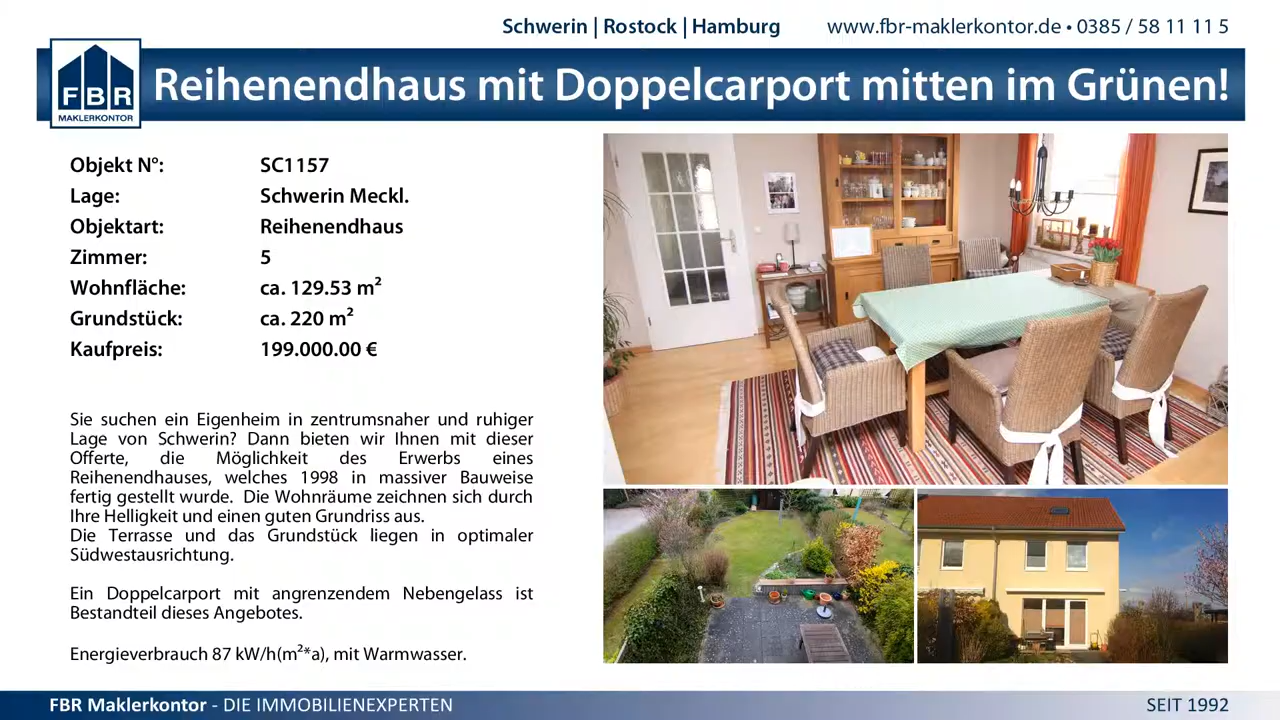 Schwerin | Rostock | Hamburg www.fbr-maklerkontor.de • 0385 / 58 11 11 5
FBR
MAKLERKONTOR
Reihenendhaus mit Doppelcarport mitten im Grünen!
Objekt N°: SC1157
Lage: Schwerin Meckl.
Objektart: Reihenendhaus
Zimmer: 5
Wohnfläche: ca. 129.53 m²
Grundstück: ca. 220 m²
Kaufpreis: 199.000.00 €
Sie suchen ein Eigenheim in zentrumsnaher und ruhiger
Lage von Schwerin? Dann bieten wir Ihnen mit dieser
Offerte, die Möglichkeit des Erwerbs eines
Reihenendhauses, welches 1998 in massiver Bauweise
fertig gestellt wurde. Die Wohnräume zeichnen sich durch
Ihre Helligkeit und einen guten Grundriss aus.
Die Terrasse und das Grundstück liegen in optimaler
Südwestausrichtung.
Ein Doppelcarport mit angrenzendem Nebengelass ist
Bestandteil dieses Angebotes.
Energieverbrauch 87 kW/h(m²*a), mit Warmwasser.
FBR Maklerkontor - DIE IMMOBILIENEXPERTEN SEIT 1992